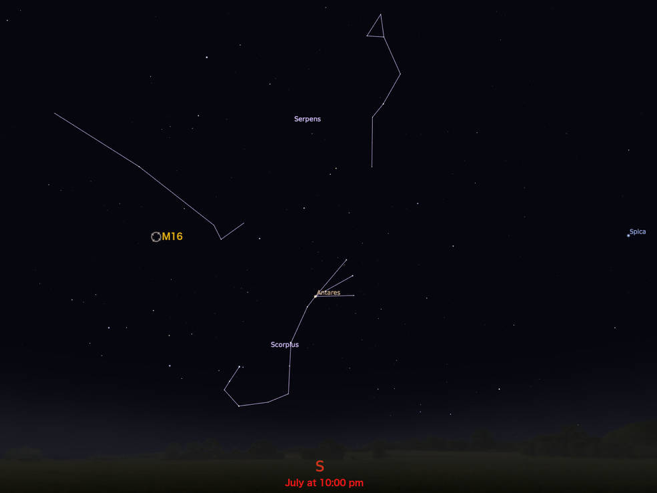 Serpens
Spica
M16
Antares
Scorpius
S
July at 10:00 pm